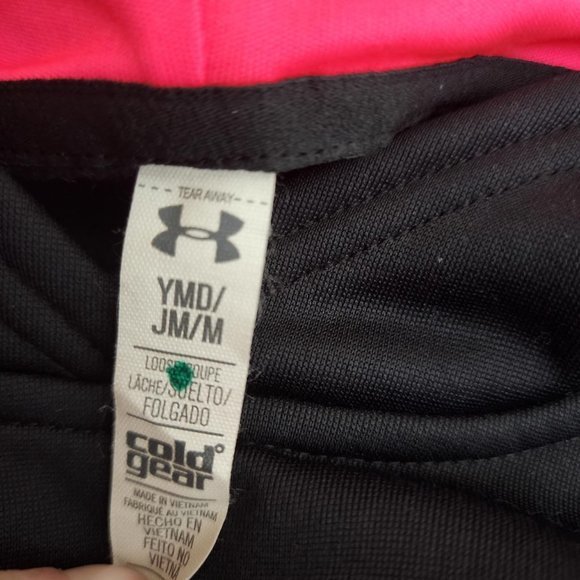 TEAR AWAY
YMD/
JM/M
LÂCHE/SUELTO/
FOLGADO
cold
gear
MADE IN VIETNAM
FABRIQUÉ AU VIETNAM
HECHO EN
VIETNAM
FEITO NO